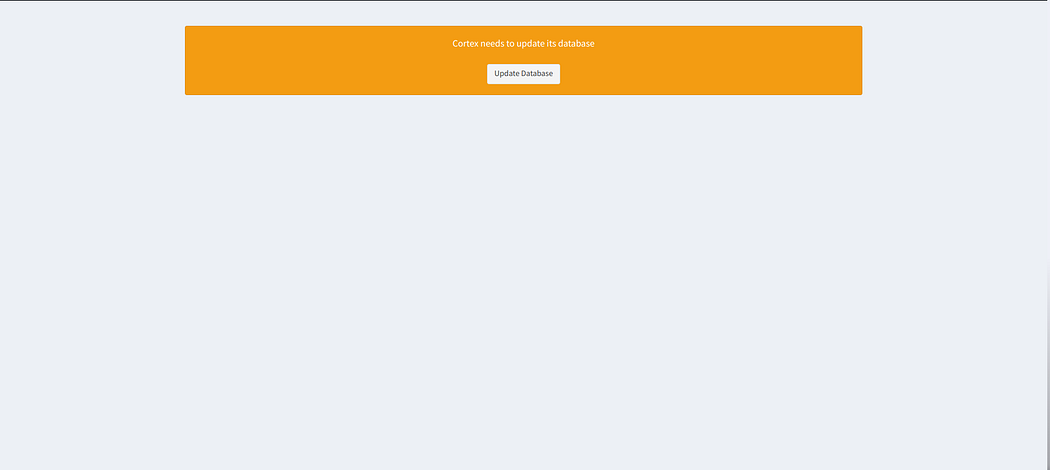 Cortex needs to update its database
Update Database